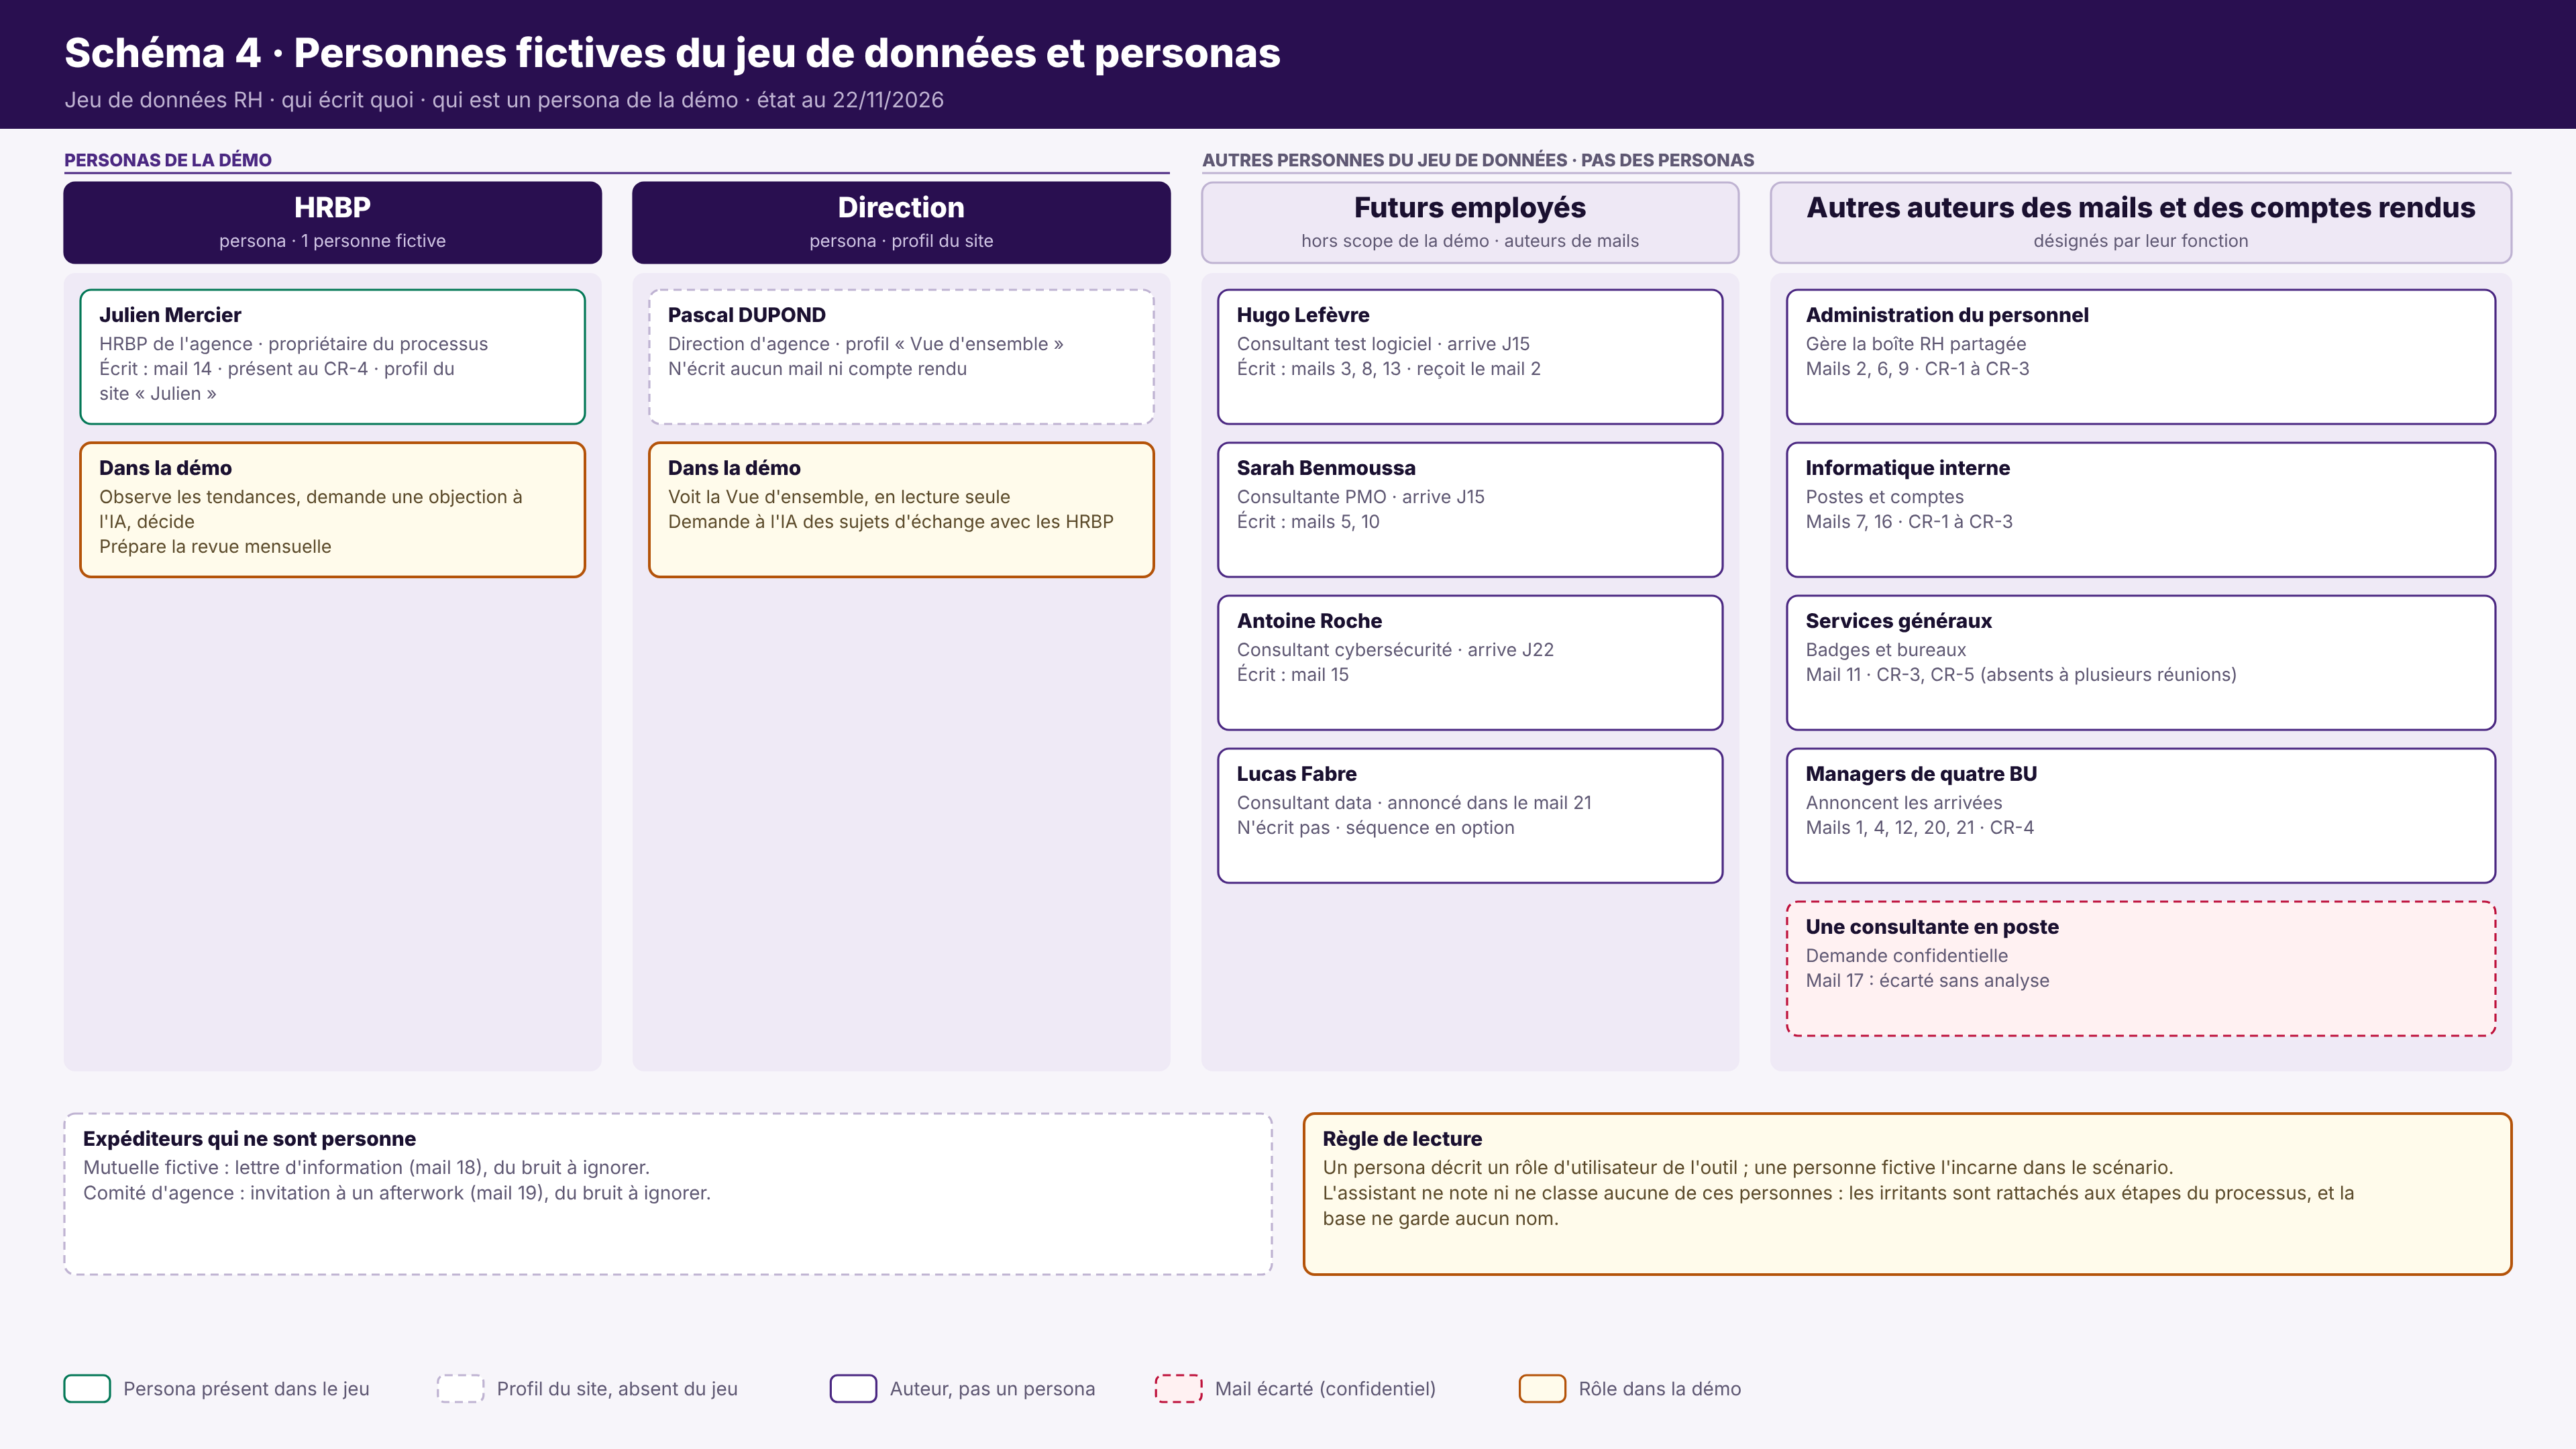 Schéma 4 · Personnes fictives du jeu de données et personas
Jeu de données RH · qui écrit quoi · qui est un persona de la démo · état au 22/11/2026
PERSONAS DE LA DÉMO
HRBP
persona · 1 personne fictive
Julien Mercier
HRBP de l'agence · propriétaire du processus
Écrit : mail 14 · présent au CR-4 · profil du
site « Julien »
Dans la démo
Observe les tendances, demande une objection à
l'IA, décide
Prépare la revue mensuelle
Direction
persona · profil du site
Pascal DUPOND
Direction d'agence · profil « Vue d'ensemble »
N'écrit aucun mail ni compte rendu
Dans la démo
Voit la Vue d'ensemble, en lecture seule
Demande à l'IA des sujets d'échange avec les HRBP
AUTRES PERSONNES DU JEU DE DONNÉES · PAS DES PERSONAS
Futurs employés
hors scope de la démo · auteurs de mails
Hugo Lefèvre
Consultant test logiciel · arrive J15
Écrit : mails 3, 8, 13 · reçoit le mail 2
Sarah Benmoussa
Consultante PMO · arrive J15
Écrit : mails 5, 10
Antoine Roche
Consultant cybersécurité · arrive J22
Écrit : mail 15
Lucas Fabre
Consultant data · annoncé dans le mail 21
N'écrit pas · séquence en option
Autres auteurs des mails et des comptes rendus
désignés par leur fonction
Administration du personnel
Gère la boîte RH partagée
Mails 2, 6, 9 · CR-1 à CR-3
Informatique interne
Postes et comptes
Mails 7, 16 · CR-1 à CR-3
Services généraux
Badges et bureaux
Mail 11 · CR-3, CR-5 (absents à plusieurs réunions)
Managers de quatre BU
Annoncent les arrivées
Mails 1, 4, 12, 20, 21 · CR-4
Une consultante en poste
Demande confidentielle
Mail 17 : écarté sans analyse
Expéditeurs qui ne sont personne
Mutuelle fictive : lettre d'information (mail 18), du bruit à ignorer.
Comité d'agence : invitation à un afterwork (mail 19), du bruit à ignorer.
Règle de lecture
Un persona décrit un rôle d'utilisateur de l'outil ; une personne fictive l'incarne dans le scénario.
L'assistant ne note ni ne classe aucune de ces personnes : les irritants sont rattachés aux étapes du processus, et la
base ne garde aucun nom.
Persona présent dans le jeu
Profil du site, absent du jeu
Auteur, pas un persona
Mail écarté (confidentiel)
Rôle dans la démo